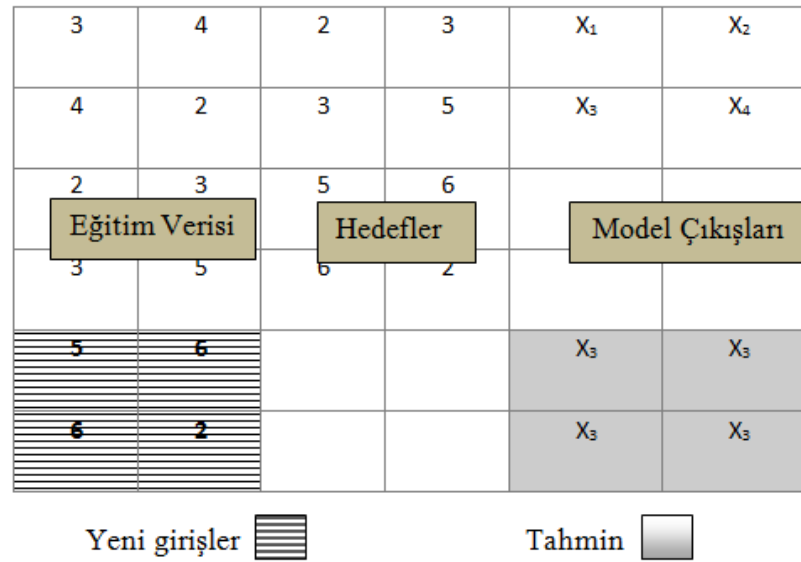 3 4 2 3 X₁ X₂
4 2 3 5 X₃ X₄
2 3 5 6
Eğitim Verisi Hedefler Model Çıkışları
3 5 6 2
5 6 X₃ X₃
6 2 X₃ X₃
Yeni girişler Tahmin